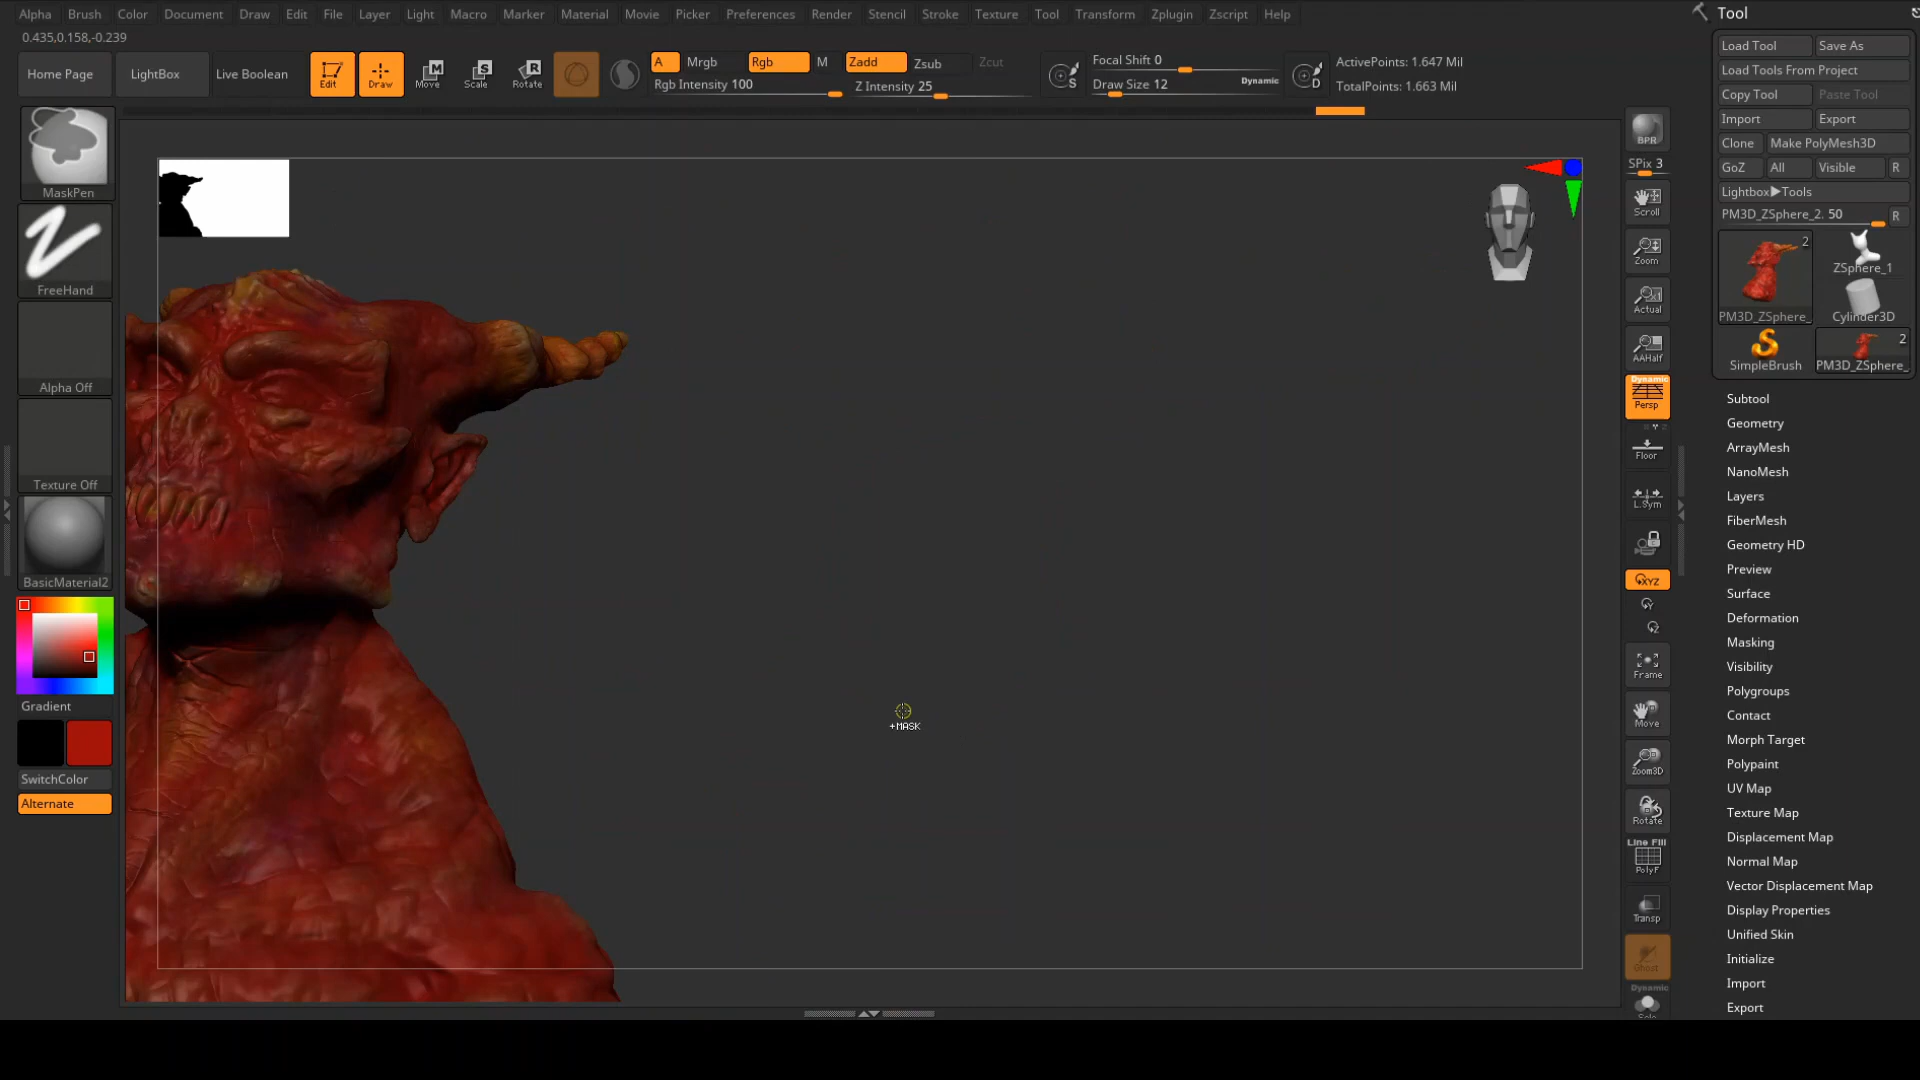 Alpha Brush Color Document Draw Edit File Layer Light Macro Marker Material Movie Picker Preferences Render Stencil Stroke Texture Tool Transform Zplugin Zscript Help
Tool
0.435,0.158,-0.239
Home Page LightBox Live Boolean Edit Draw Move Scale Rotate
A Mrgb Rgb M Zadd Zsub Zcut
Rgb Intensity 100 Z Intensity 25
Focal Shift 0
Draw Size 12 Dynamic
ActivePoints: 1.647 Mil
TotalPoints: 1.663 Mil
MaskPen
FreeHand
Alpha Off
Texture Off
BasicMaterial2
Gradient
SwitchColor
Alternate
+MASK
BPR
SPix 3
Scroll
Zoom
Actual
AAHalf
Dynamic
Persp
Floor
L.Sym
XYZ
Frame
Move
Zoom3D
Rotate
Line Fill
PolyF
Transp
Ghost
Dynamic
Solo
Load Tool Save As
Load Tools From Project
Copy Tool Paste Tool
Import Export
Clone Make PolyMesh3D
GoZ All Visible R
Lightbox▶Tools
PM3D_ZSphere_2. 50 R
2
PM3D_ZSphere_
ZSphere_1
Cylinder3D
SimpleBrush
2
PM3D_ZSphere_
Subtool
Geometry
ArrayMesh
NanoMesh
Layers
FiberMesh
Geometry HD
Preview
Surface
Deformation
Masking
Visibility
Polygroups
Contact
Morph Target
Polypaint
UV Map
Texture Map
Displacement Map
Normal Map
Vector Displacement Map
Display Properties
Unified Skin
Initialize
Import
Export